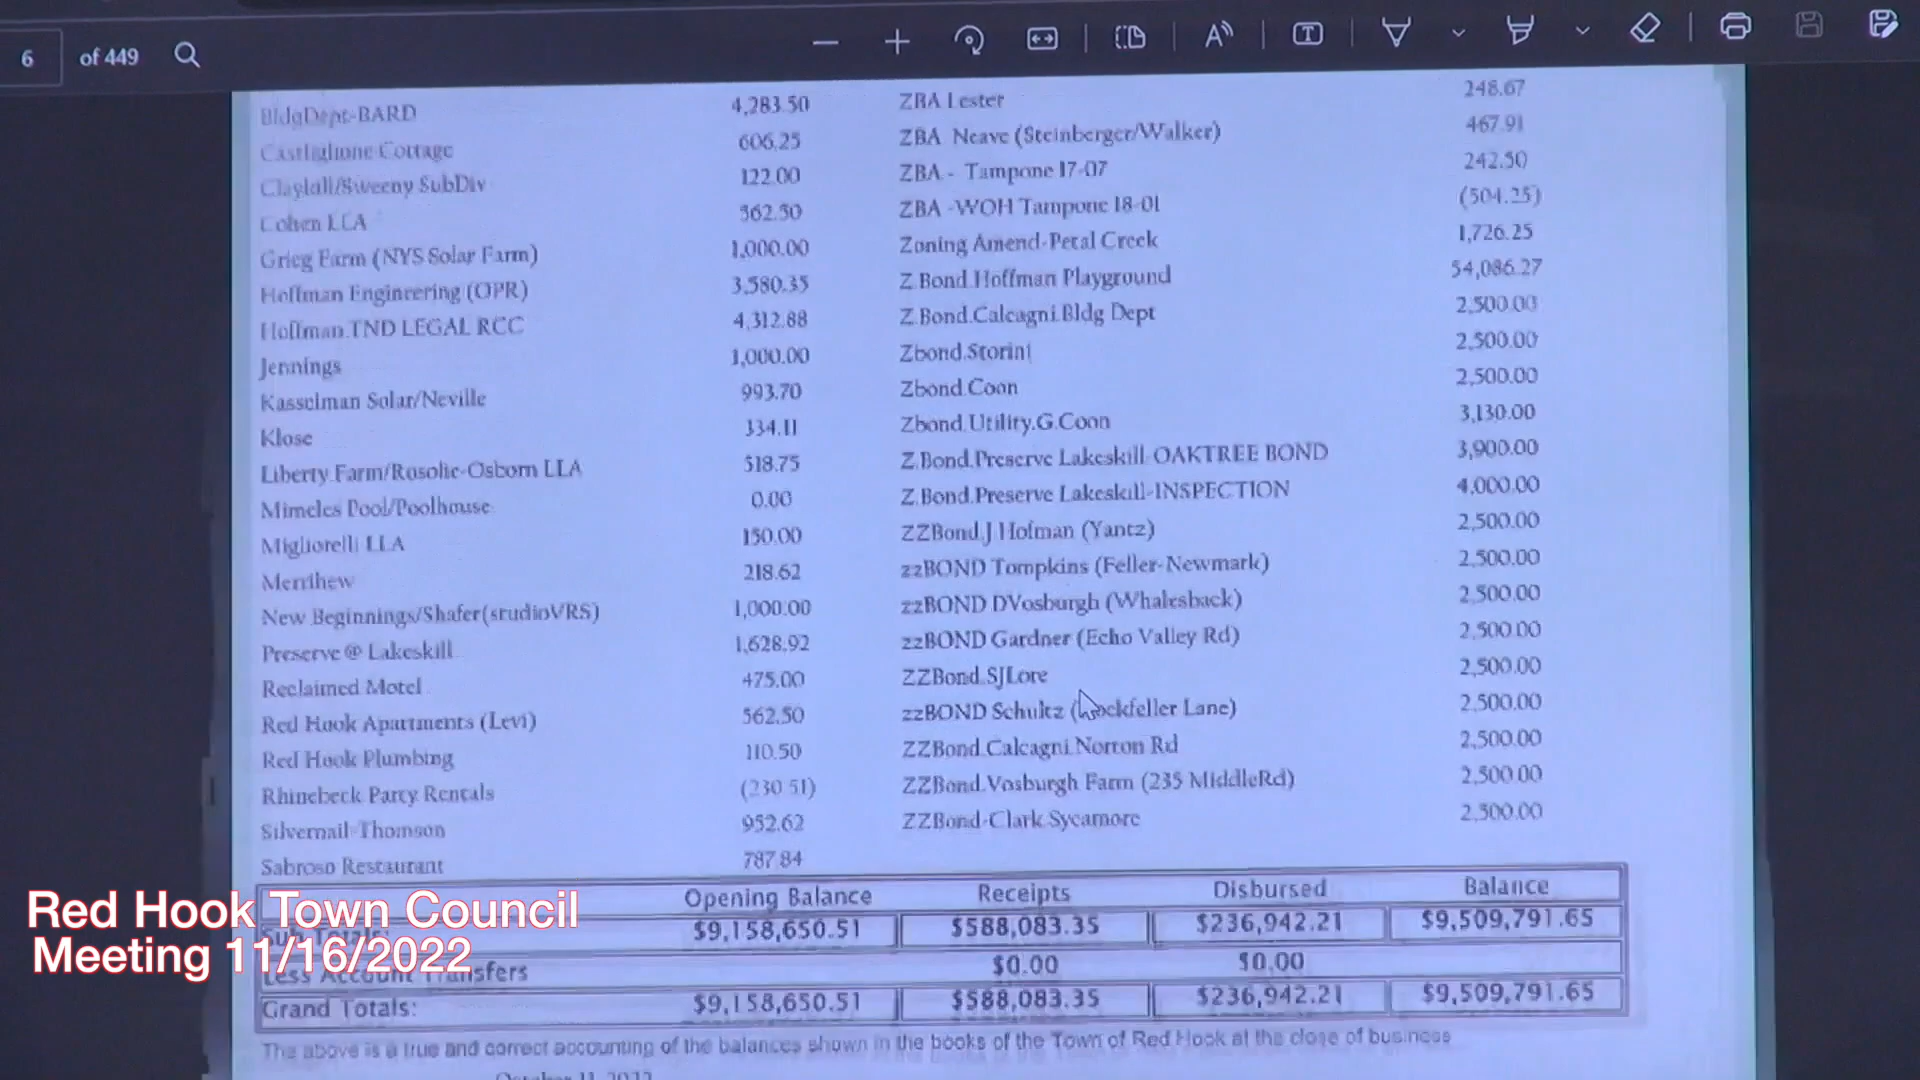 6 of 449
BldgDept-BARD 4,283.50 ZBA Lester 248.67
Castiglione Cottage 606.25 ZBA Neave (Steinberger/Walker) 467.91
Claylall/Sweeny SubDiv 122.00 ZBA - Tampone 17-07 242.50
Cohen LLA 562.50 ZBA -WOH Tampone 18-01 (504.25)
Grieg Farm (NYS Solar Farm) 1,000.00 Zoning Amend-Petal Creek 1,726.25
Hoffman Engineering (OPR) 3,580.35 Z.Bond.Hoffman Playground 54,086.27
Hoffman.TND LEGAL RCC 4,312.88 Z.Bond.Calcagni.Bldg Dept 2,500.00
Jennings 1,000.00 Zbond.Storini 2,500.00
Kasselman Solar/Neville 993.70 Zbond.Coon 2,500.00
Klose 334.11 Zbond.Utility.G.Coon 3,130.00
Liberty Farm/Rosolie-Osborn LLA 518.75 Z.Bond.Preserve Lakeskill-OAKTREE BOND 3,900.00
Mimeles Pool/Poolhouse 0.00 Z.Bond.Preserve Lakeskill-INSPECTION 4,000.00
Migliorelli LLA 150.00 ZZBond.J Hofman (Yantz) 2,500.00
Merrihew 218.62 zzBOND Tompkins (Feller-Newmark) 2,500.00
New Beginnings/Shafer(studioVRS) 1,000.00 zzBOND DVosburgh (Whalesback) 2,500.00
Preserve @ Lakeskill 1,628.92 zzBOND Gardner (Echo Valley Rd) 2,500.00
Reclaimed Motel 475.00 ZZBond.SJLore 2,500.00
Red Hook Apartments (Levi) 562.50 zzBOND Schultz (Rockfeller Lane) 2,500.00
Red Hook Plumbing 110.50 ZZBond.Calcagni.Norton Rd 2,500.00
Rhinebeck Party Rentals (230.51) ZZBond.Vosburgh Farm (235 MiddleRd) 2,500.00
Silvernail-Thomson 952.62 ZZBond-Clark.Sycamore 2,500.00
Sabroso Restaurant 787.84
Opening Balance Receipts Disbursed Balance
Sub Totals: $9,158,650.51 $588,083.35 $236,942.21 $9,509,791.65
Less Account Transfers $0.00 $0.00
Grand Totals: $9,158,650.51 $588,083.35 $236,942.21 $9,509,791.65
The above is a true and correct accounting of the balances shown in the books of the Town of Red Hook at the close of business
October 11, 2022
Red Hook Town Council
Meeting 11/16/2022